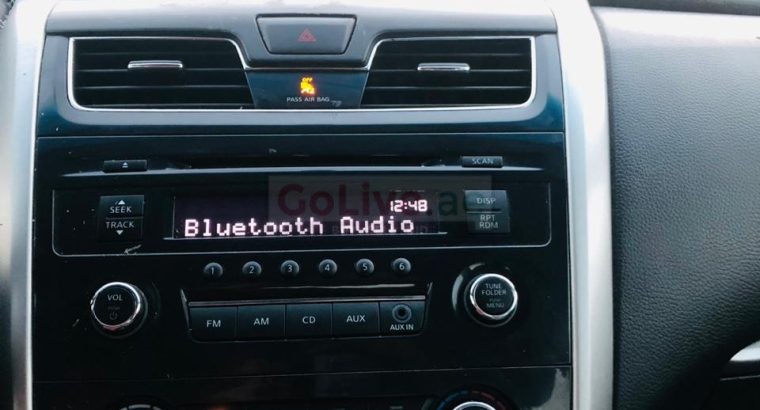 OFF
PASS AIR BAG
SCAN
SEEK
TRACK
12:48
Bluetooth Audio
DISP
RPT
RDM
1 2 3 4 5 6
VOL
TUNE
FOLDER
MENU
FM AM CD AUX AUX IN